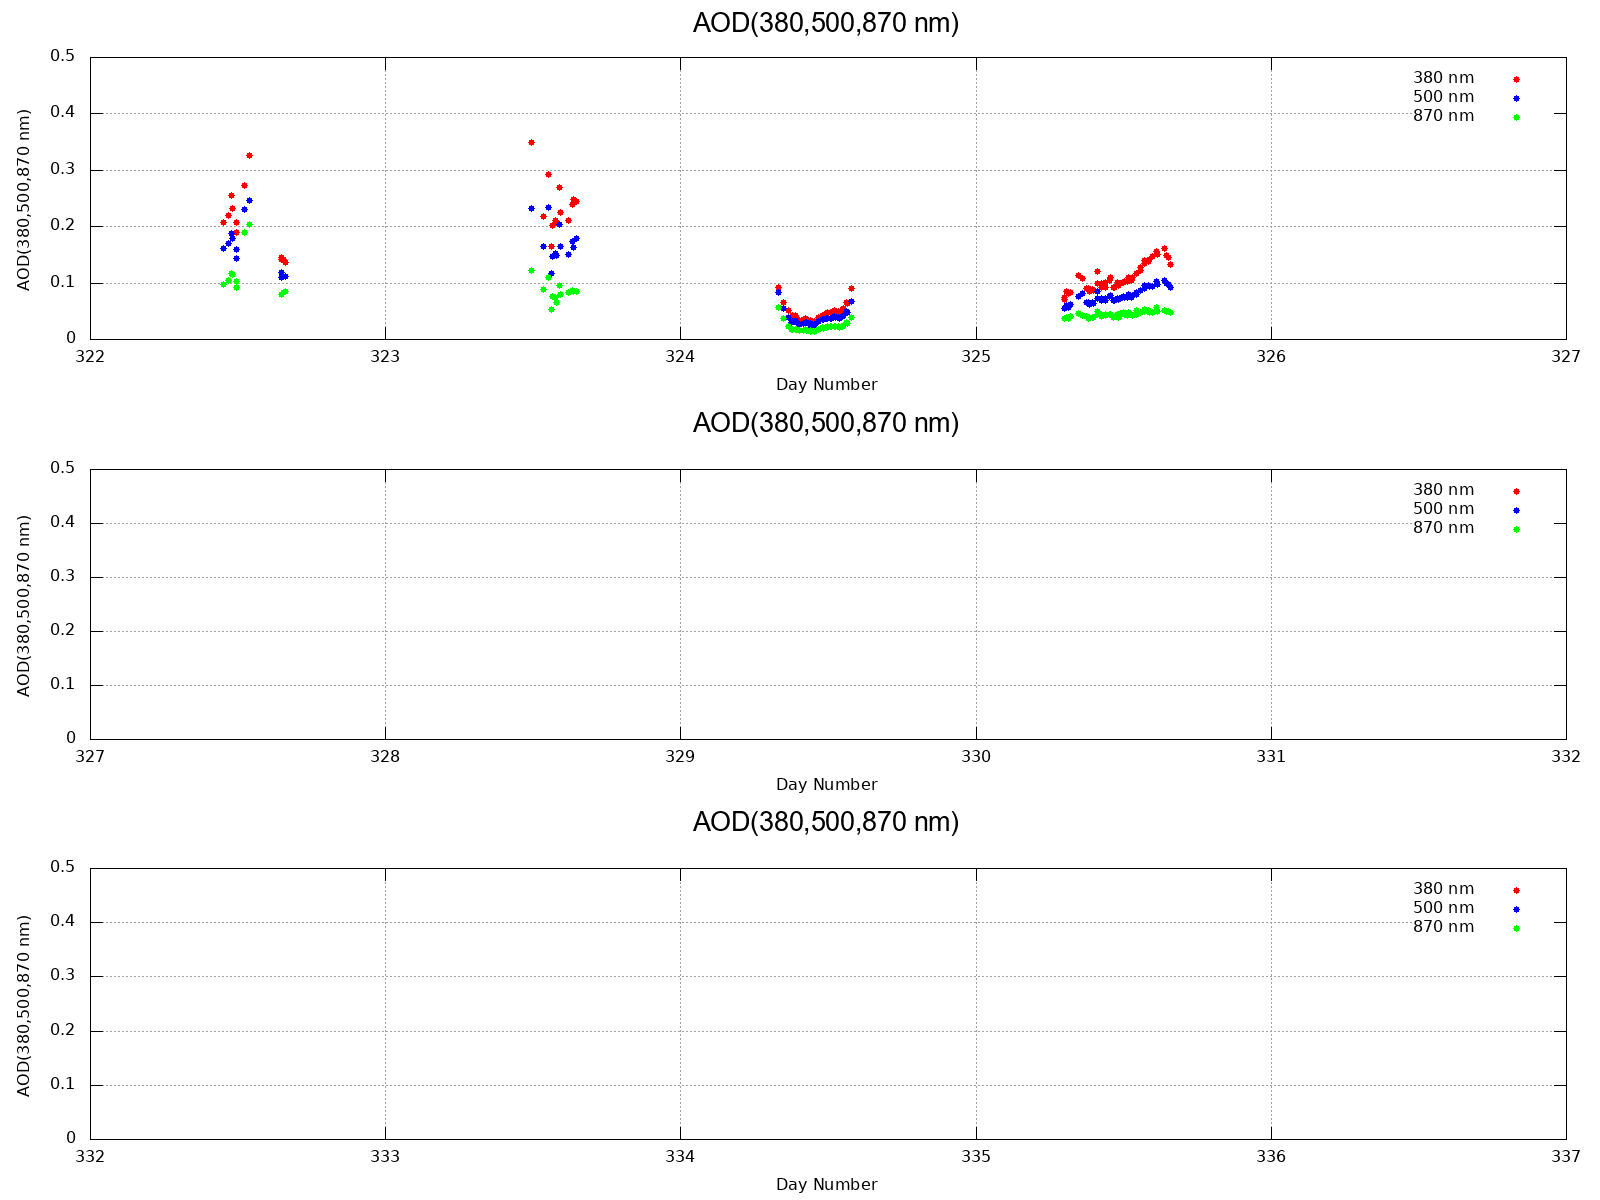 AOD(380,500,870 nm)
0.5
0.4
0.3
0.2
0.1
0
AOD(380,500,870 nm)
380 nm
500 nm
870 nm
322 323 324 325 326 327
Day Number
AOD(380,500,870 nm)
0.5
0.4
0.3
0.2
0.1
0
AOD(380,500,870 nm)
380 nm
500 nm
870 nm
327 328 329 330 331 332
Day Number
AOD(380,500,870 nm)
0.5
0.4
0.3
0.2
0.1
0
AOD(380,500,870 nm)
380 nm
500 nm
870 nm
332 333 334 335 336 337
Day Number